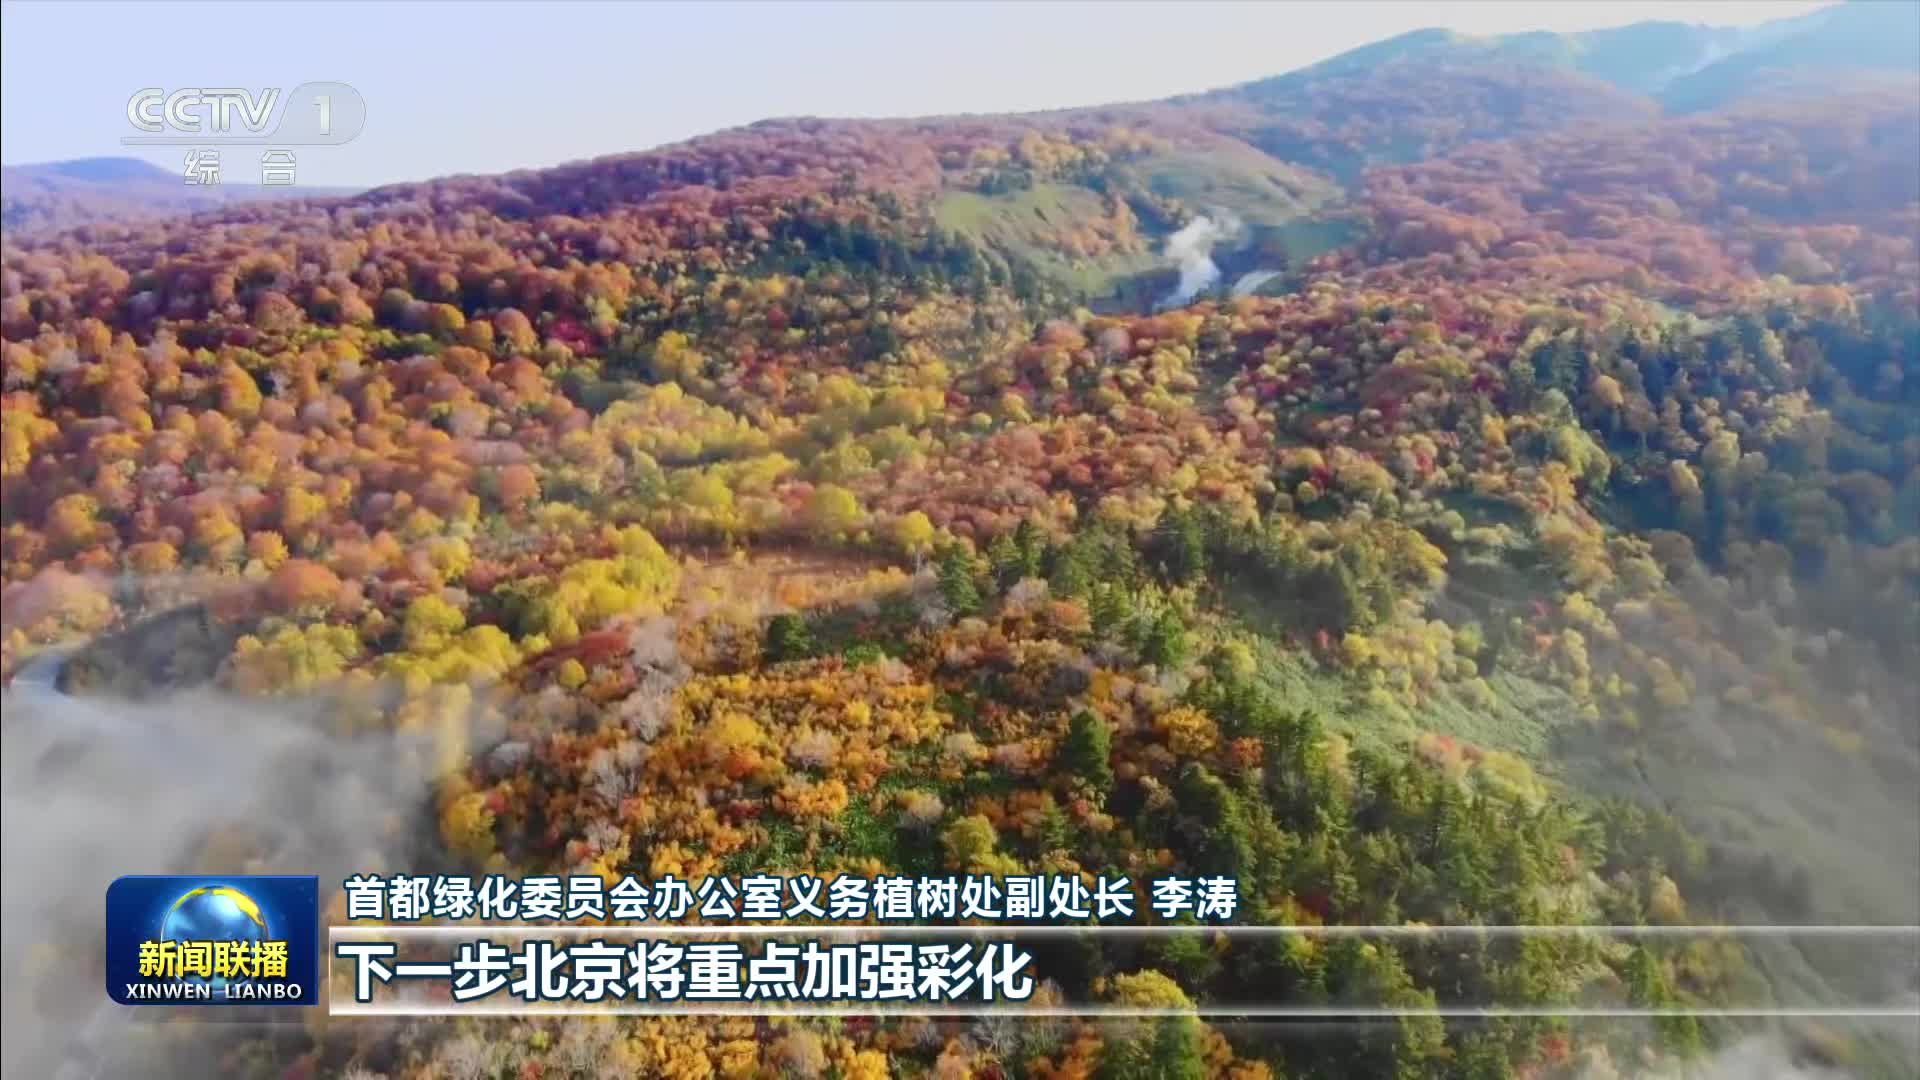 CCTV 1
综合
首都绿化委员会办公室义务植树处副处长 李涛
新闻联播
XINWEN LIANBO
下一步北京将重点加强彩化